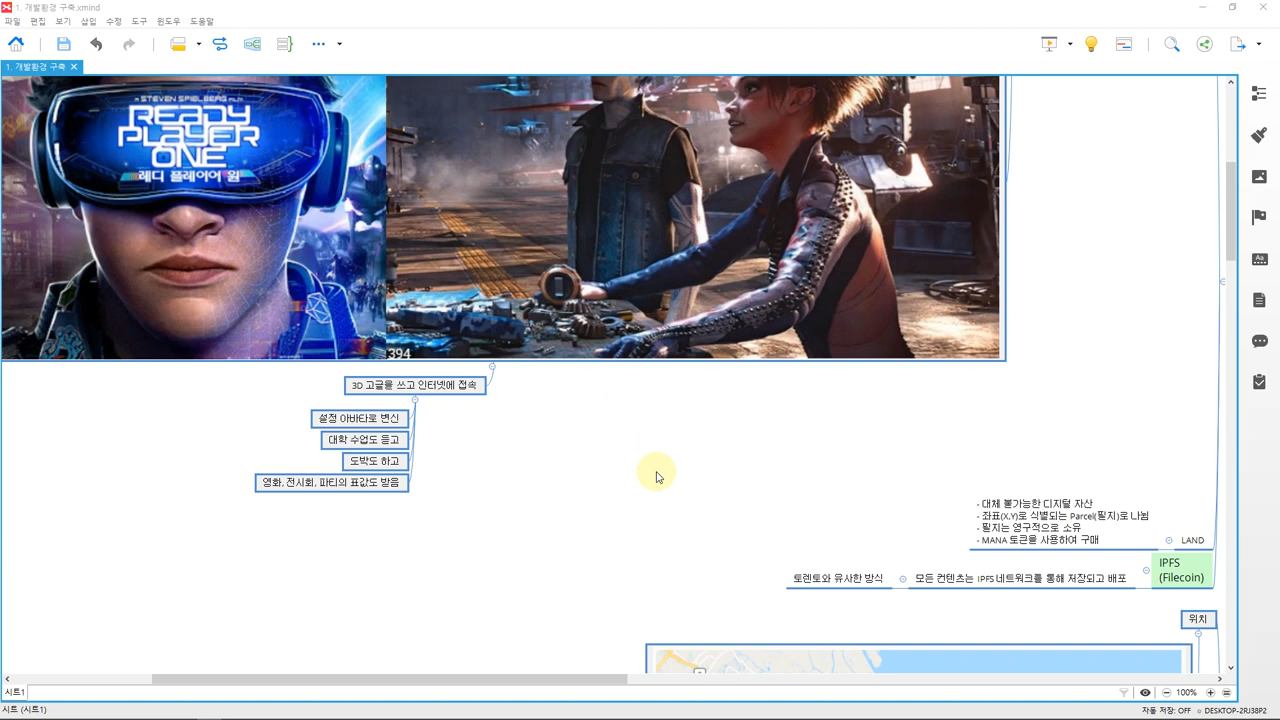 1. 개발환경 구축.xmind
파일 편집 보기 삽입 수정 도구 윈도우 도움말
1. 개발환경 구축
A STEVEN SPIELBERG FILM
READY
PLAYER
ONE
레디 플레이어 원
394
3D 고글을 쓰고 인터넷에 접속
설정 아바타로 변신
대학 수업도 듣고
도박도 하고
영화, 전시회, 파티의 표값도 받음
- 대체 불가능한 디지털 자산
- 좌표(X.Y)로 식별되는 Parcel(필지)로 나뉨
- 필지는 영구적으로 소유
- MANA 토큰을 사용하여 구매
LAND
토렌토와 유사한 방식
모든 컨텐츠는 IPFS 네트워크를 통해 저장되고 배포
IPFS
(Filecoin)
위치
시트1
100%
시트 (시트1)
자동 저장: OFF
DESKTOP-2RJ38P2